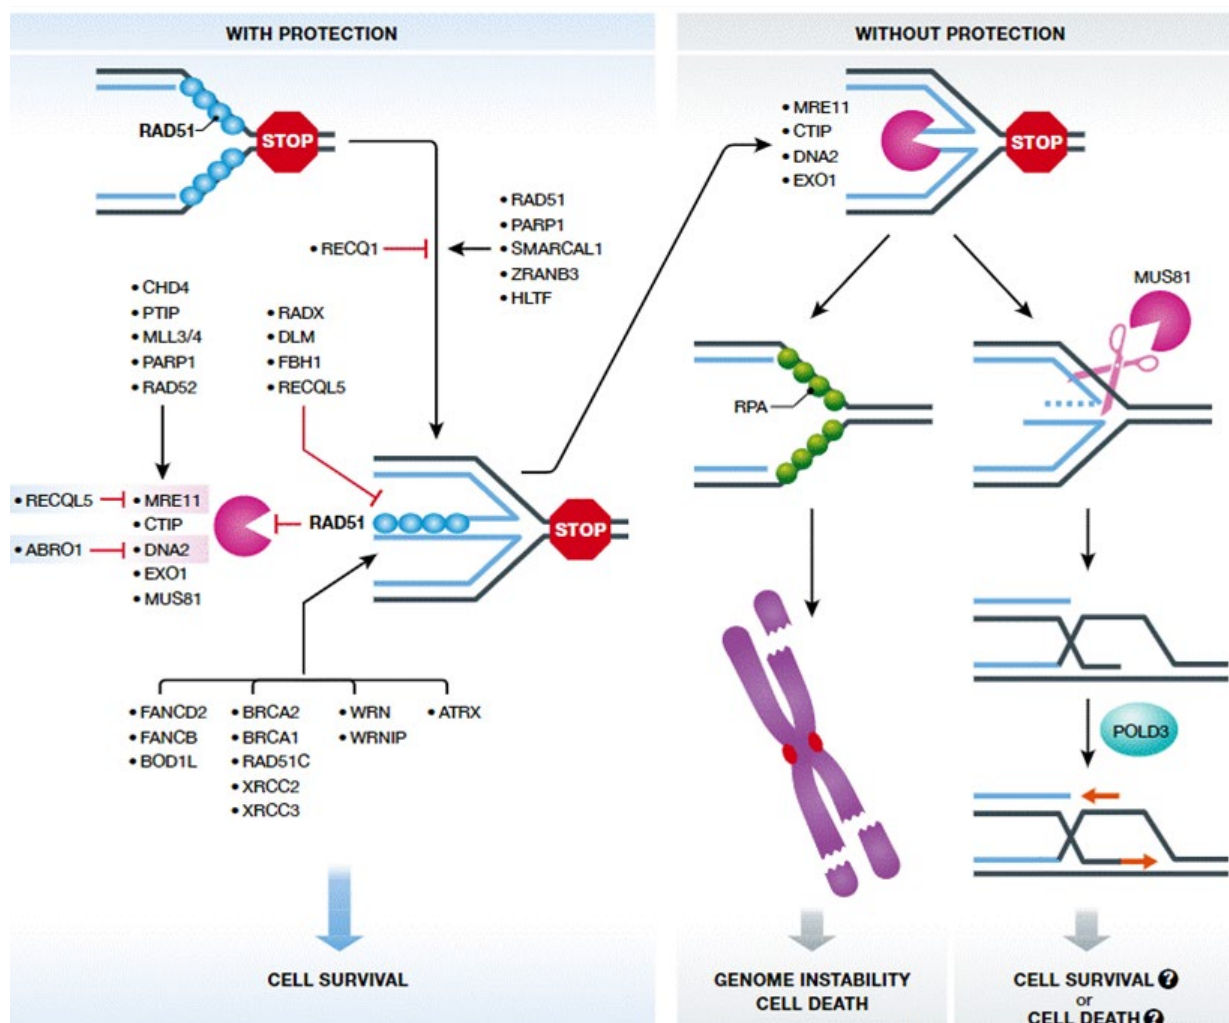 WITH PROTECTION
RAD51
STOP
• RECQ1
• RAD51
• PARP1
• SMARCAL1
• ZRANB3
• HLTF
• CHD4
• PTIP
• MLL3/4
• PARP1
• RAD52
• RADX
• DLM
• FBH1
• RECQL5
• RECQL5
• MRE11
• CTIP
• ABRO1
• DNA2
• EXO1
• MUS81
RAD51
STOP
• FANCD2
• FANCB
• BOD1L
• BRCA2
• BRCA1
• RAD51C
• XRCC2
• XRCC3
• WRN
• WRNIP
• ATRX
CELL SURVIVAL
WITHOUT PROTECTION
• MRE11
• CTIP
• DNA2
• EXO1
STOP
RPA
MUS81
POLD3
GENOME INSTABILITY
CELL DEATH
CELL SURVIVAL ?
or
CELL DEATH ?